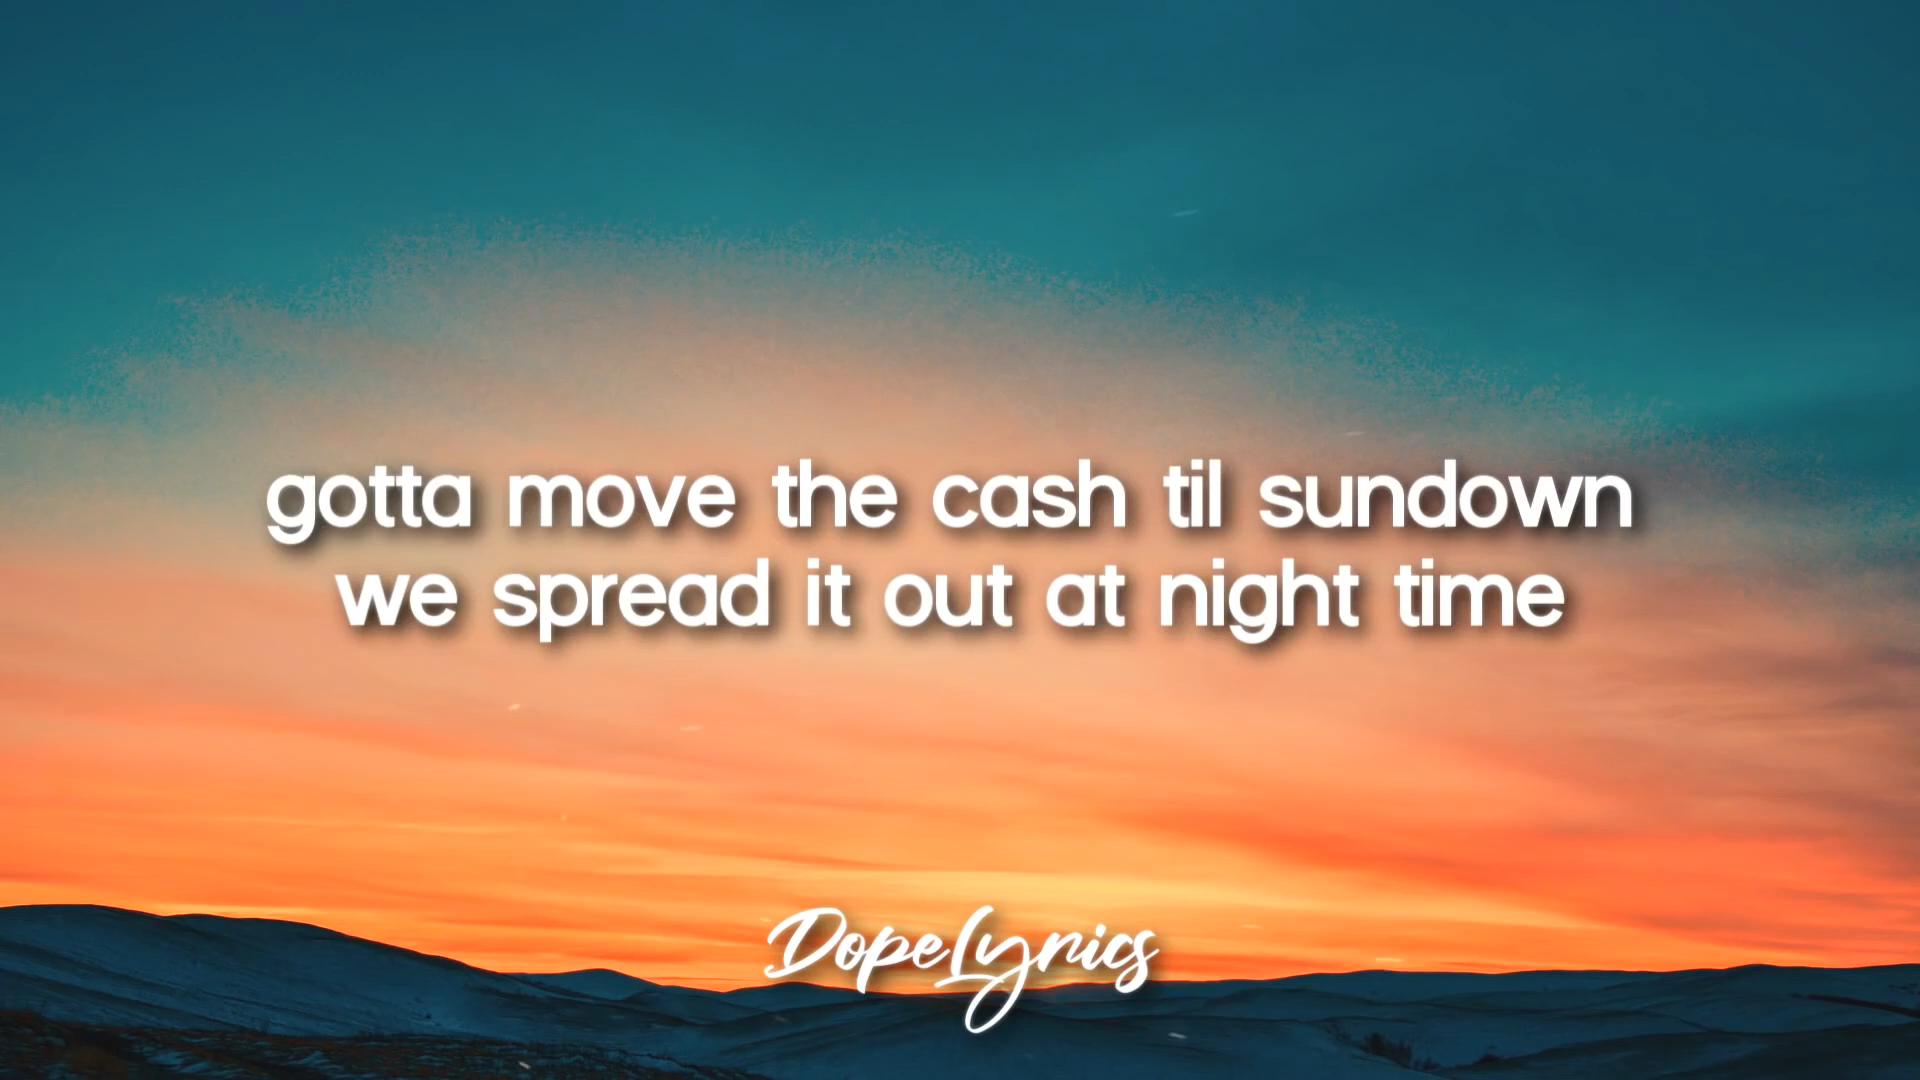 gotta move the cash til sundown
we spread it out at night time
DopeLyrics